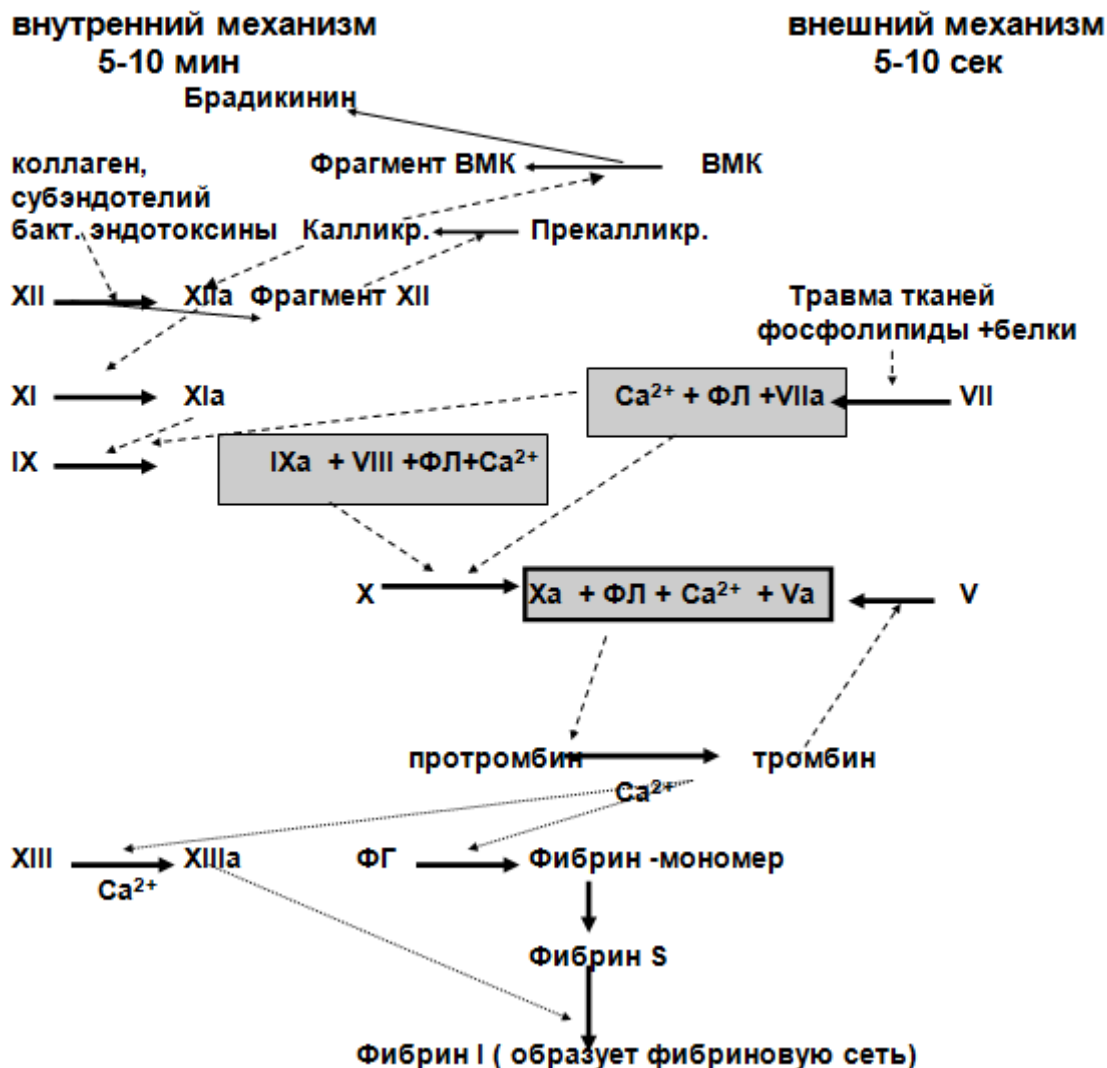 внутренний механизм
5-10 мин
внешний механизм
5-10 сек
Брадикинин
коллаген,
субэндотелий
бакт. эндотоксины
Фрагмент ВМК
ВМК
Калликр.
Прекалликр.
XII
XIIa
Фрагмент XII
Травма тканей
фосфолипиды +белки
XI
XIa
Ca²⁺ + ФЛ +VIIa
VII
IX
IXa + VIII +ФЛ+Ca²⁺
X
Xa + ФЛ + Ca²⁺ + Va
V
протромбин
тромбин
Ca²⁺
XIII
XIIIa
Ca²⁺
ФГ
Фибрин -мономер
Фибрин S
Фибрин I ( образует фибриновую сеть)